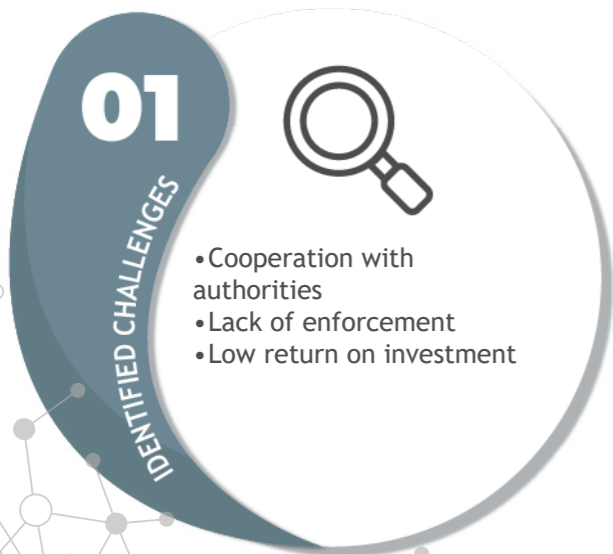 01
IDENTIFIED CHALLENGES
•Cooperation with
authorities
•Lack of enforcement
•Low return on investment